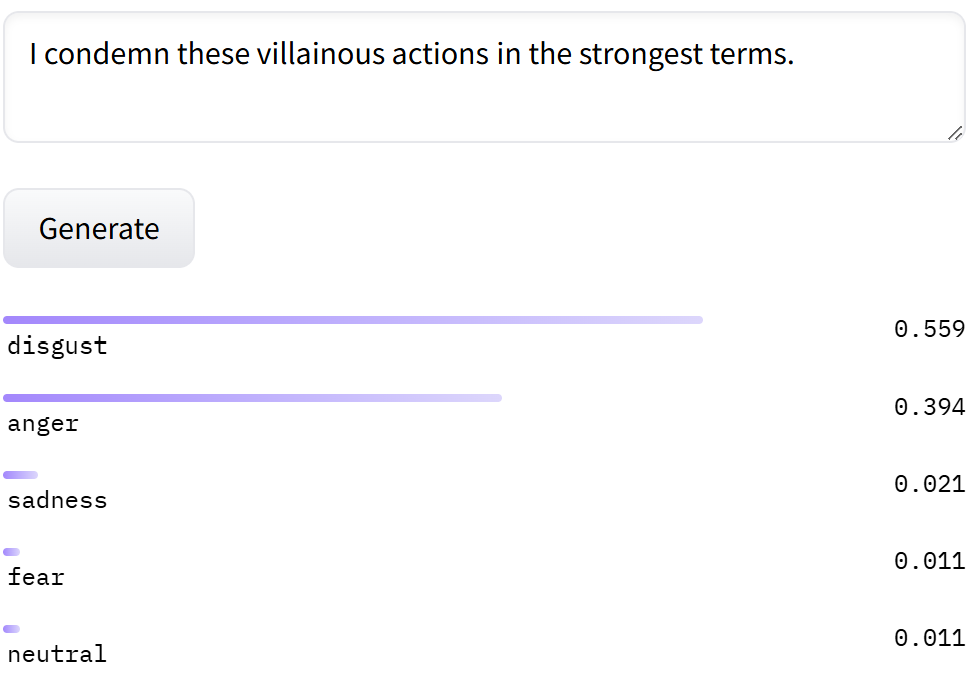 I condemn these villainous actions in the strongest terms.
Generate
disgust 0.559
anger 0.394
sadness 0.021
fear 0.011
neutral 0.011